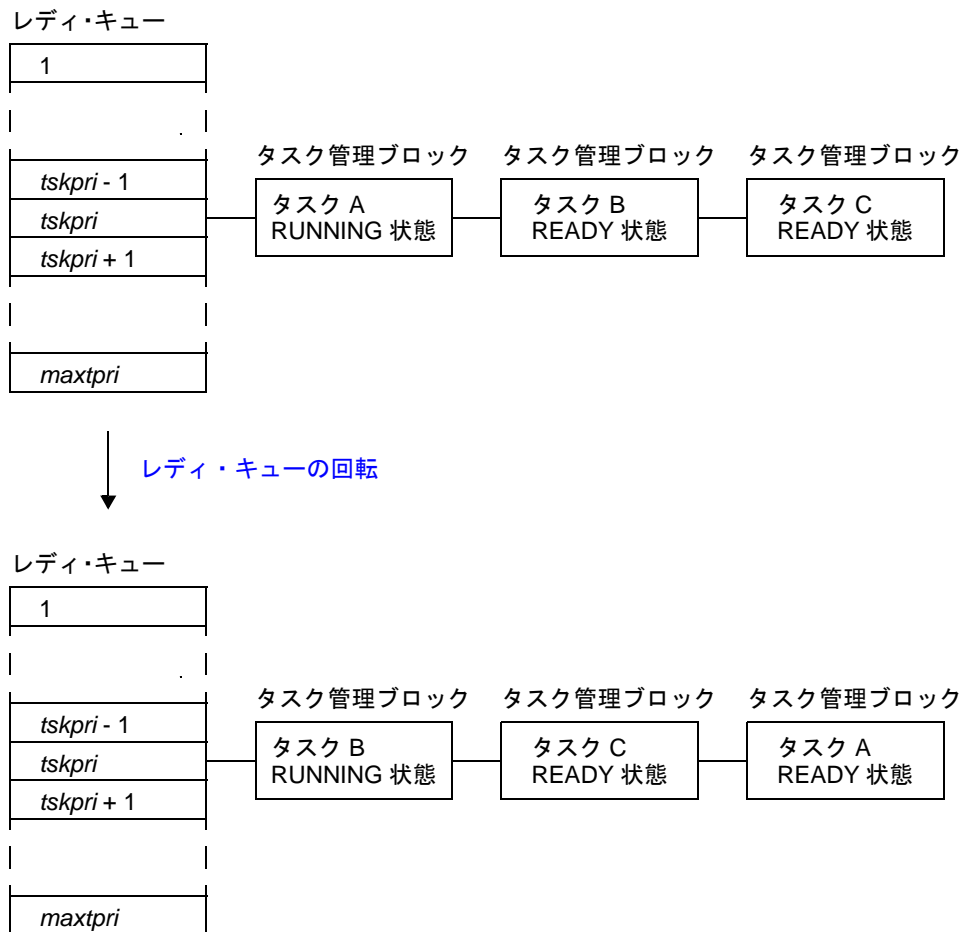 レディ・キュー
1
タスク管理ブロック
タスク管理ブロック
タスク管理ブロック
tskpri - 1
tskpri
tskpri + 1
タスク A
RUNNING 状態
タスク B
READY 状態
タスク C
READY 状態
maxtpri
レディ・キューの回転
レディ・キュー
1
タスク管理ブロック
タスク管理ブロック
タスク管理ブロック
tskpri - 1
tskpri
tskpri + 1
タスク B
RUNNING 状態
タスク C
READY 状態
タスク A
READY 状態
maxtpri